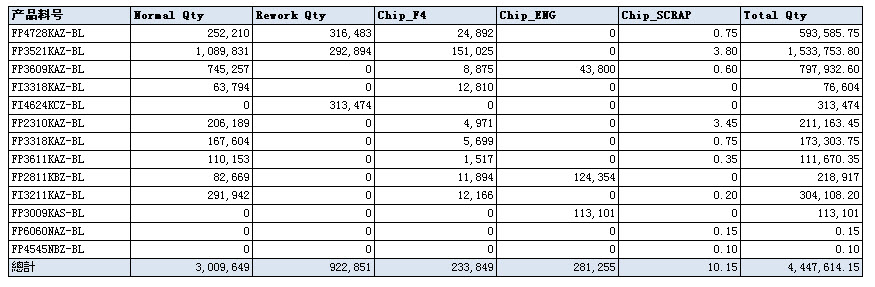 产品料号 Normal Qty Rework Qty Chip_F4 Chip_ENG Chip_SCRAP Total Qty
FP4728KAZ-BL 252,210 316,483 24,892 0 0.75 593,585.75
FP3521KAZ-BL 1,089,831 292,894 151,025 0 3.80 1,533,753.80
FP3609KAZ-BL 745,257 0 8,875 43,800 0.60 797,932.60
FI3318KAZ-BL 63,794 0 12,810 0 0 76,604
FI4624KCZ-BL 0 313,474 0 0 0 313,474
FP2310KAZ-BL 206,189 0 4,971 0 3.45 211,163.45
FP3318KAZ-BL 167,604 0 5,699 0 0.75 173,303.75
FP3611KAZ-BL 110,153 0 1,517 0 0.35 111,670.35
FP2811KBZ-BL 82,669 0 11,894 124,354 0 218,917
FI3211KAZ-BL 291,942 0 12,166 0 0.20 304,108.20
FP3009KAS-BL 0 0 0 113,101 0 113,101
FP6060NAZ-BL 0 0 0 0 0.15 0.15
FP4545NBZ-BL 0 0 0 0 0.10 0.10
總計 3,009,649 922,851 233,849 281,255 10.15 4,447,614.15